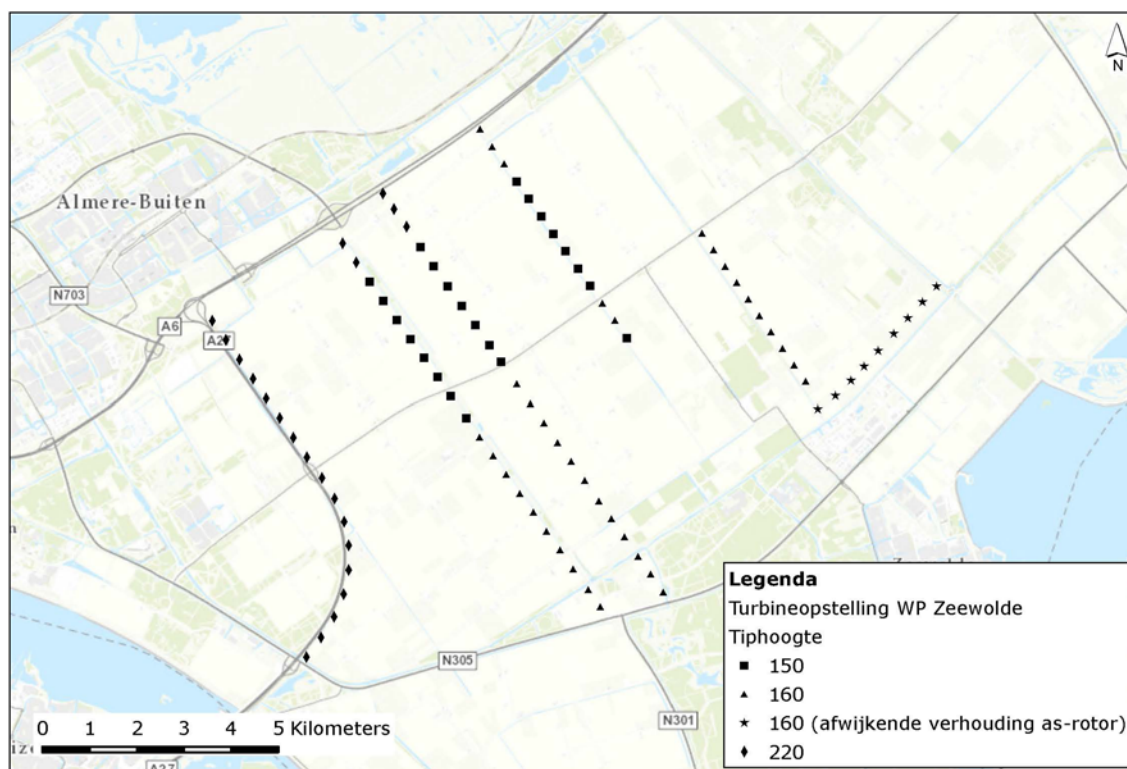 N
Almere-Buiten
N703
A6
A27
Legenda
Turbineopstelling WP Zeewolde
Tiphoogte
150
160
160 (afwijkende verhouding as-rotor)
220
N305
N301
0 1 2 3 4 5 Kilometers
A27